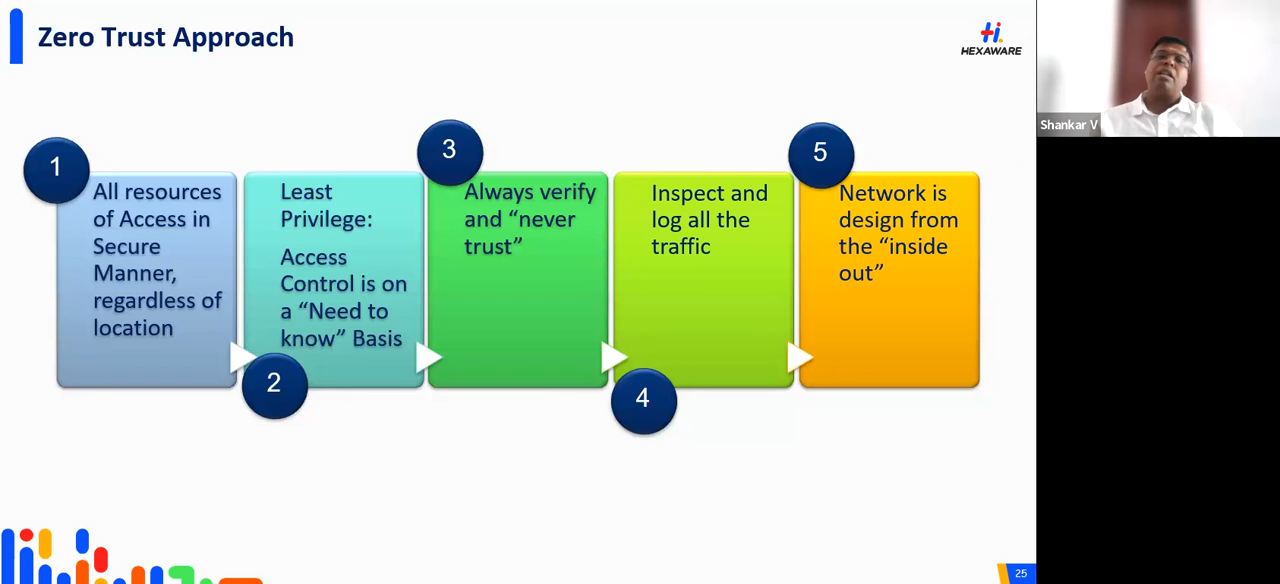 Zero Trust Approach
HEXAWARE
Shankar V
1
All resources
of Access in
Secure
Manner,
regardless of
location
2
Least
Privilege:
Access
Control is on
a “Need to
know” Basis
3
Always verify
and “never
trust”
4
Inspect and
log all the
traffic
5
Network is
design from
the “inside
out”
25